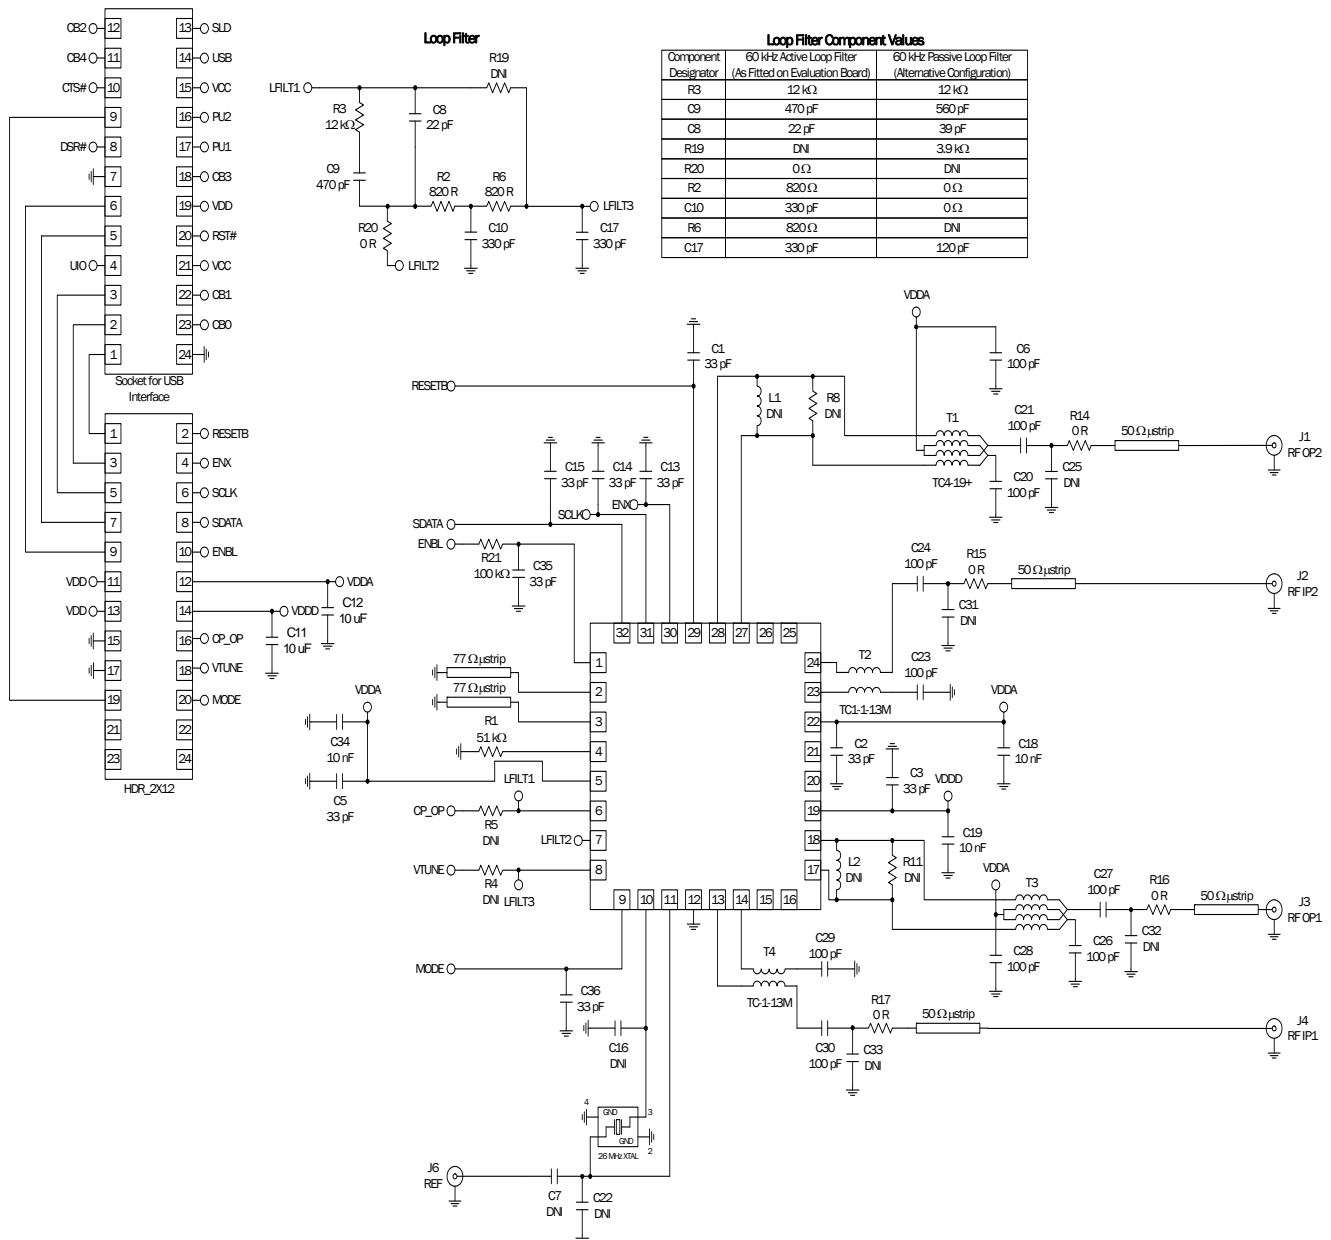 CB2 12 13 SLD
CB4 11 14 USB
CTS# 10 15 VCC
9 16 PU2
DSR# 8 17 PU1
7 18 CB3
6 19 VDD
5 20 RST#
UIO 4 21 VCC
3 22 CB1
2 23 CB0
1 24
Socket for USB
Interface
1 2 RESETB
3 4 ENX
5 6 SCLK
7 8 SDATA
9 10 ENBL
VDD 11 12 VDDA
C12
10 uF
VDD 13 14 VDDD
C11
10 uF
15 16 CP_OP
17 18 VTUNE
19 20 MODE
21 22
23 24
HDR_2X12
Loop Filter
LFILT1
R19
DNI
R3
12 kΩ
C8
22 pF
C9
470 pF
R2
820 R
R6
820 R
LFILT3
R20
0 R
C10
330 pF
C17
330 pF
LFILT2
Loop Filter Component Values
Component Designator 60 kHz Active Loop Filter (As Fitted on Evaluation Board) 60 kHz Passive Loop Filter (Alternative Configuration)
R3 12 kΩ 12 kΩ
C9 470 pF 560 pF
C8 22 pF 39 pF
R19 DNI 3.9 kΩ
R20 0 Ω DNI
R2 820 Ω 0 Ω
C10 330 pF 0 Ω
R6 820 Ω DNI
C17 330 pF 120 pF
VDDA
C6
100 pF
C1
33 pF
RESETB
L1
DNI
R8
DNI
T1
TC4-19+
C21
100 pF
R14
0 R
50 Ω µstrip
J1
RF OP2
C20
100 pF
C25
DNI
C15
33 pF
C14
33 pF
C13
33 pF
ENX
SCLK
SDATA
ENBL
R21
100 kΩ
C35
33 pF
C24
100 pF
R15
0 R
50 Ω µstrip
J2
RF IP2
C31
DNI
32 31 30 29 28 27 26 25
1 24
2 23
3 22
4 21
5 20
6 19
7 18
8 17
9 10 11 12 13 14 15 16
77 Ω µstrip
77 Ω µstrip
R1
51 kΩ
VDDA
C34
10 nF
C5
33 pF
LFILT1
CP_OP
R5
DNI
LFILT2
VTUNE
R4
DNI
LFILT3
T2
TC1-1-13M
C23
100 pF
VDDA
C2
33 pF
C18
10 nF
C3
33 pF
VDDD
C19
10 nF
L2
DNI
R11
DNI
VDDA
T3
C27
100 pF
R16
0 R
50 Ω µstrip
J3
RF OP1
C28
100 pF
C26
100 pF
C32
DNI
T4
TC-1-13M
C29
100 pF
MODE
C36
33 pF
C16
DNI
C30
100 pF
R17
0 R
C33
DNI
50 Ω µstrip
J4
RF IP1
4
GND
3
GND
2
26 MHz XTAL
J6
REF
C7
DNI
C22
DNI